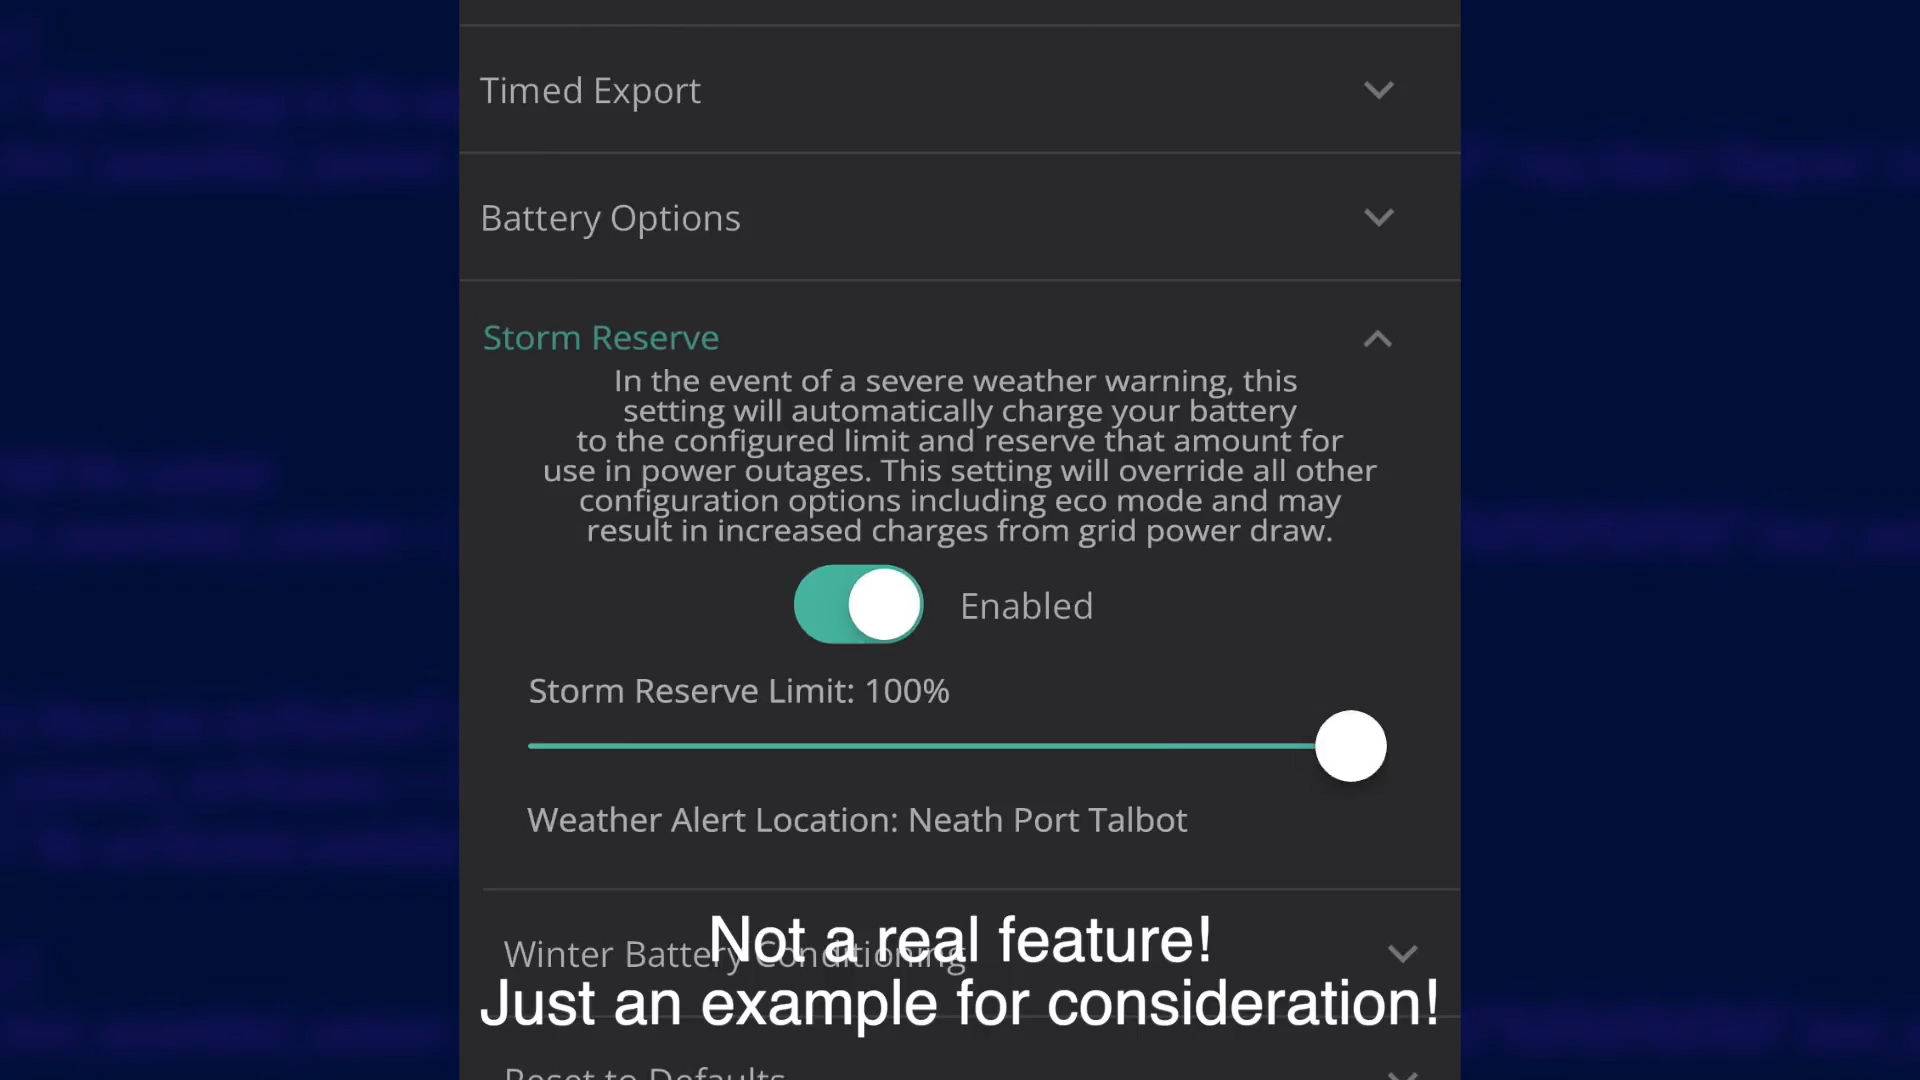 Timed Export
Battery Options
Storm Reserve
In the event of a severe weather warning, this
setting will automatically charge your battery
to the configured limit and reserve that amount for
use in power outages. This setting will override all other
configuration options including eco mode and may
result in increased charges from grid power draw.
Enabled
Storm Reserve Limit: 100%
Weather Alert Location: Neath Port Talbot
Winter Battery Conditioning
Not a real feature!
Just an example for consideration!
Reset to Defaults